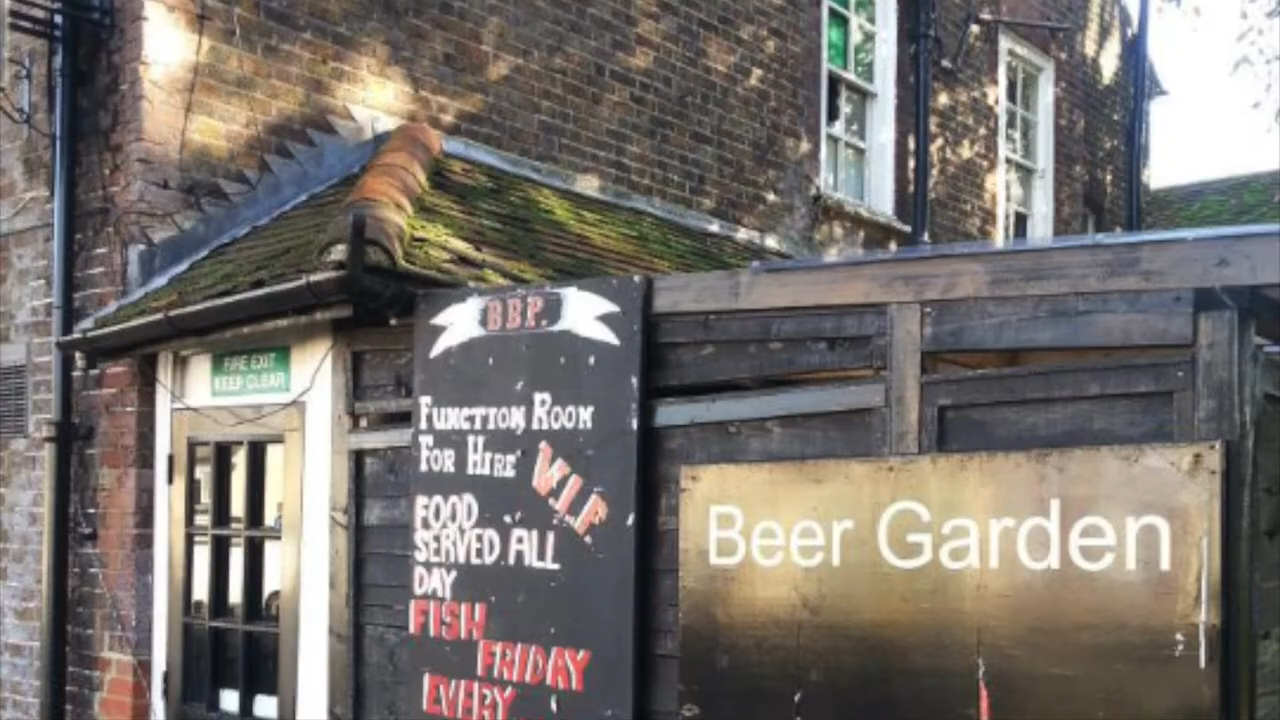 FIRE EXIT
KEEP CLEAR
B.B.P.
FUNCTION ROOM
FOR HIRE
V.I.F
FOOD
SERVED ALL
DAY
FISH
FRIDAY
EVERY
Beer Garden